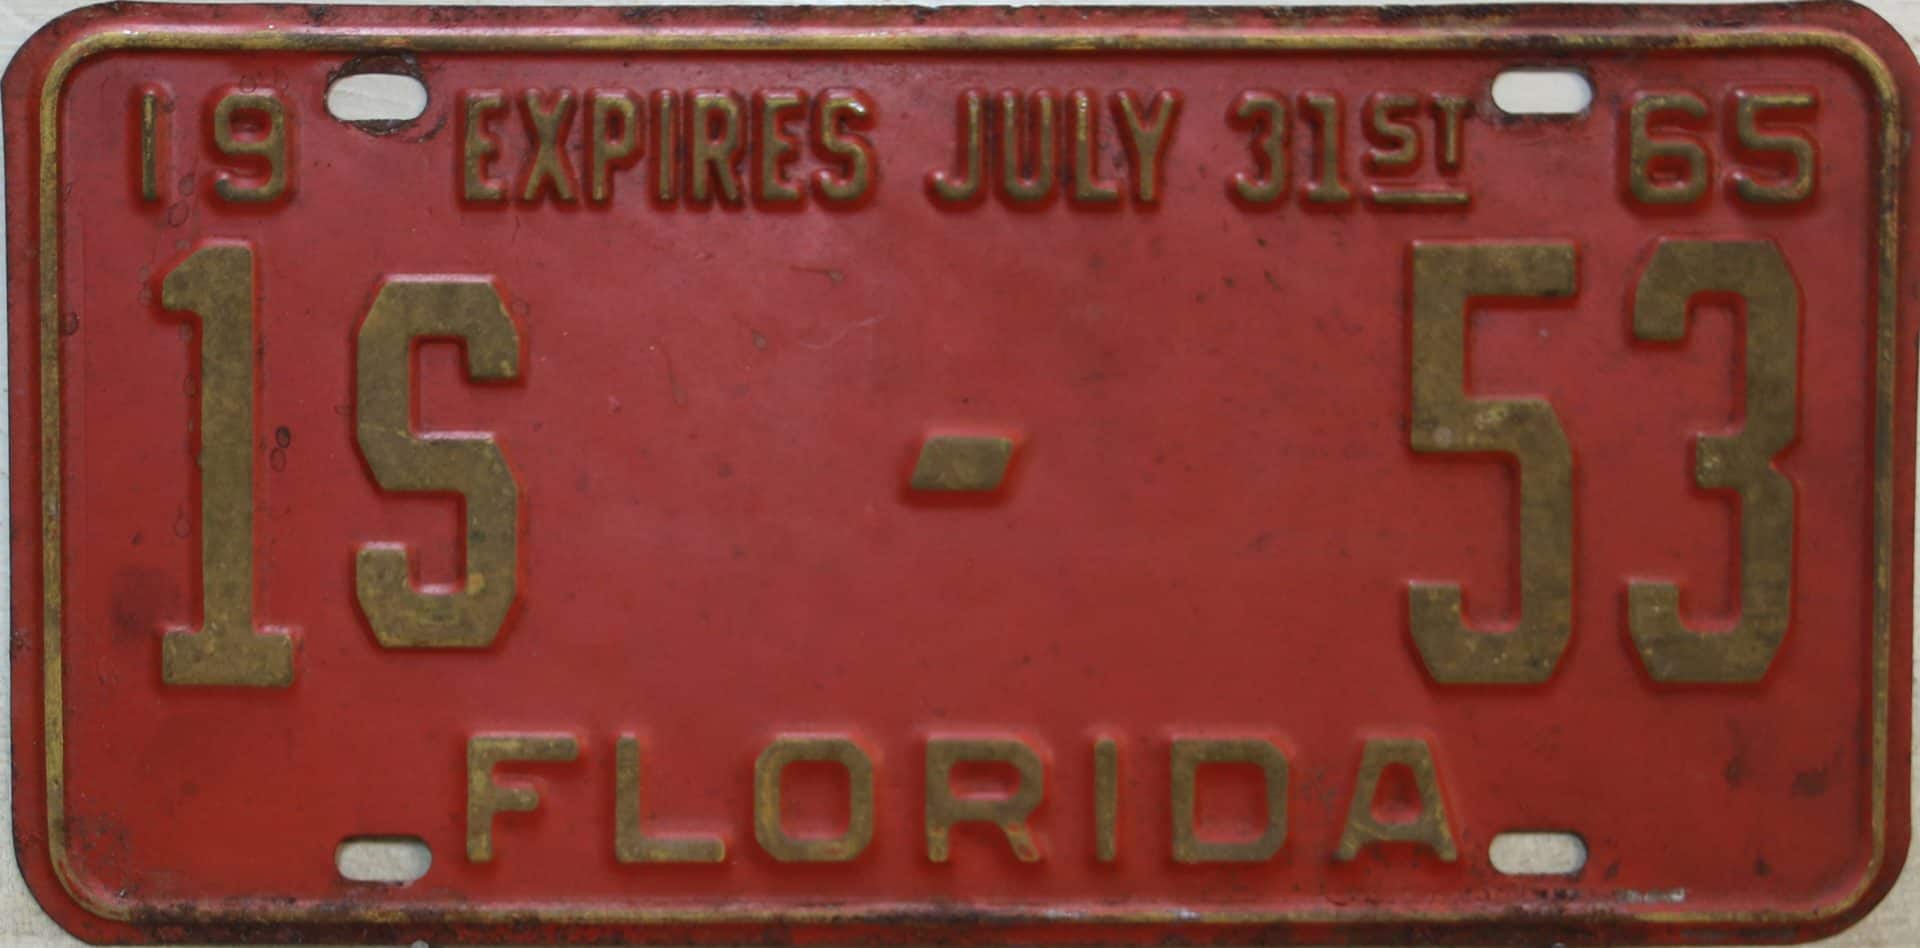 19 EXPIRES JULY 31ST 65
1S - 53
FLORIDA